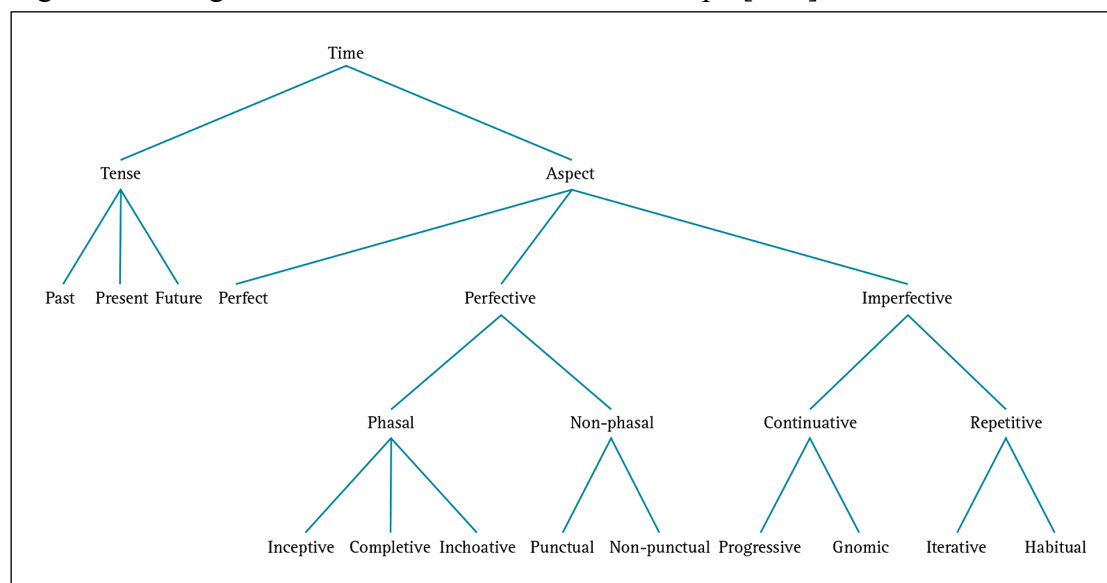 Time
Tense Aspect
Past Present Future Perfect Perfective Imperfective
Phasal Non-phasal Continuative Repetitive
Inceptive Completive Inchoative Punctual Non-punctual Progressive Gnomic Iterative Habitual